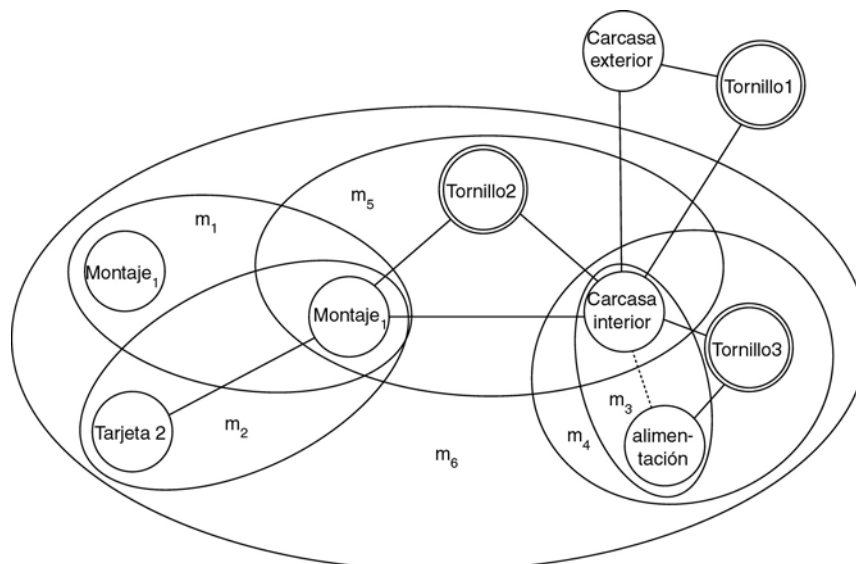 Carcasa
exterior
Tornillo1
Tornillo2
m5
m1
Montaje1
Montaje1
Carcasa
interior
Tornillo3
m3
Tarjeta 2
m2
m4
alimen-
tación
m6